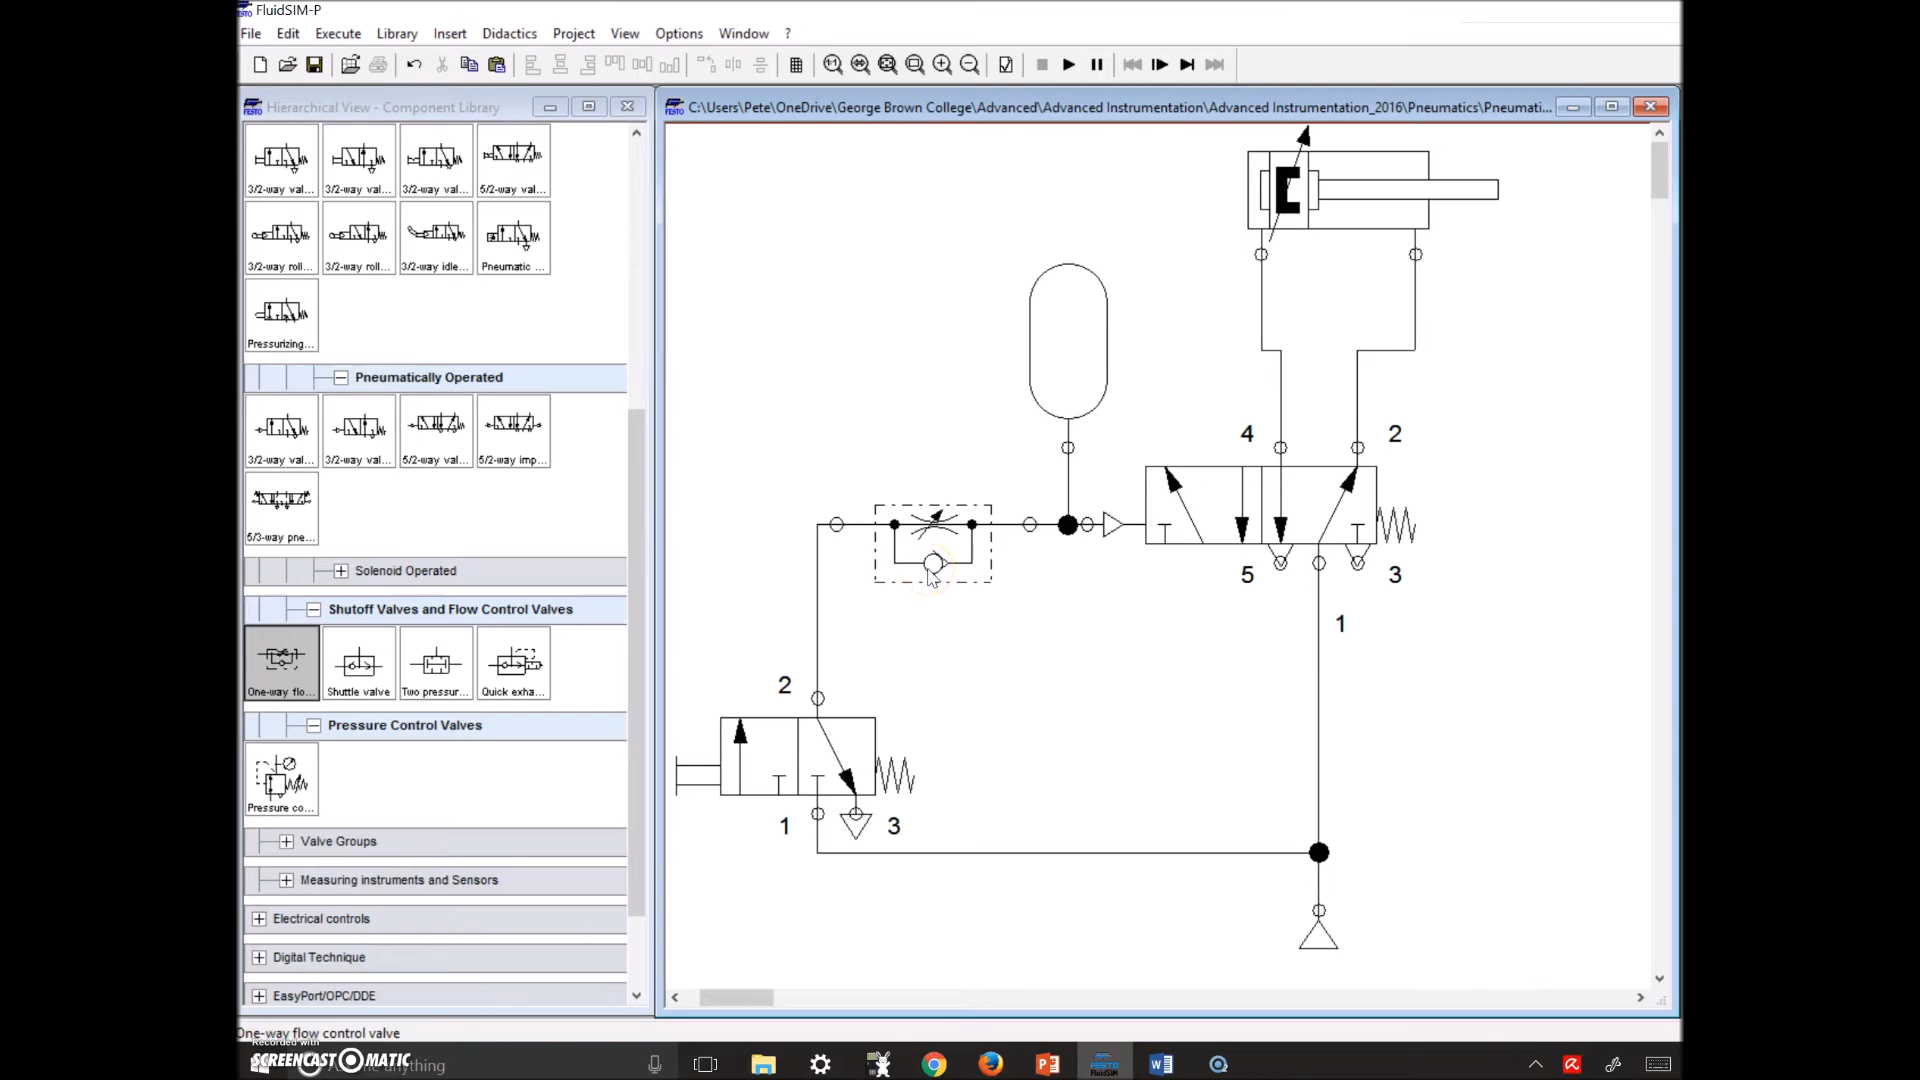 FluidSIM-P
File Edit Execute Library Insert Didactics Project View Options Window ?
Hierarchical View - Component Library
C:\Users\Pete\OneDrive\George Brown College\Advanced\Advanced Instrumentation\Advanced Instrumentation_2016\Pneumatics\Pneumati...
3/2-way val... 3/2-way val... 3/2-way val... 5/2-way val...
3/2-way roll... 3/2-way roll... 3/2-way idle... Pneumatic ...
Pressurizing...
Pneumatically Operated
3/2-way val... 3/2-way val... 5/2-way val... 5/2-way imp...
5/3-way pne...
Solenoid Operated
Shutoff Valves and Flow Control Valves
One-way flo... Shuttle valve Two pressur... Quick exha...
Pressure Control Valves
Pressure co...
Valve Groups
Measuring instruments and Sensors
Electrical controls
Digital Technique
EasyPort/OPC/DDE
4 2
5 3
1
2
1 3
One-way flow control valve
Recorded with
SCREENCAST MATIC
anything